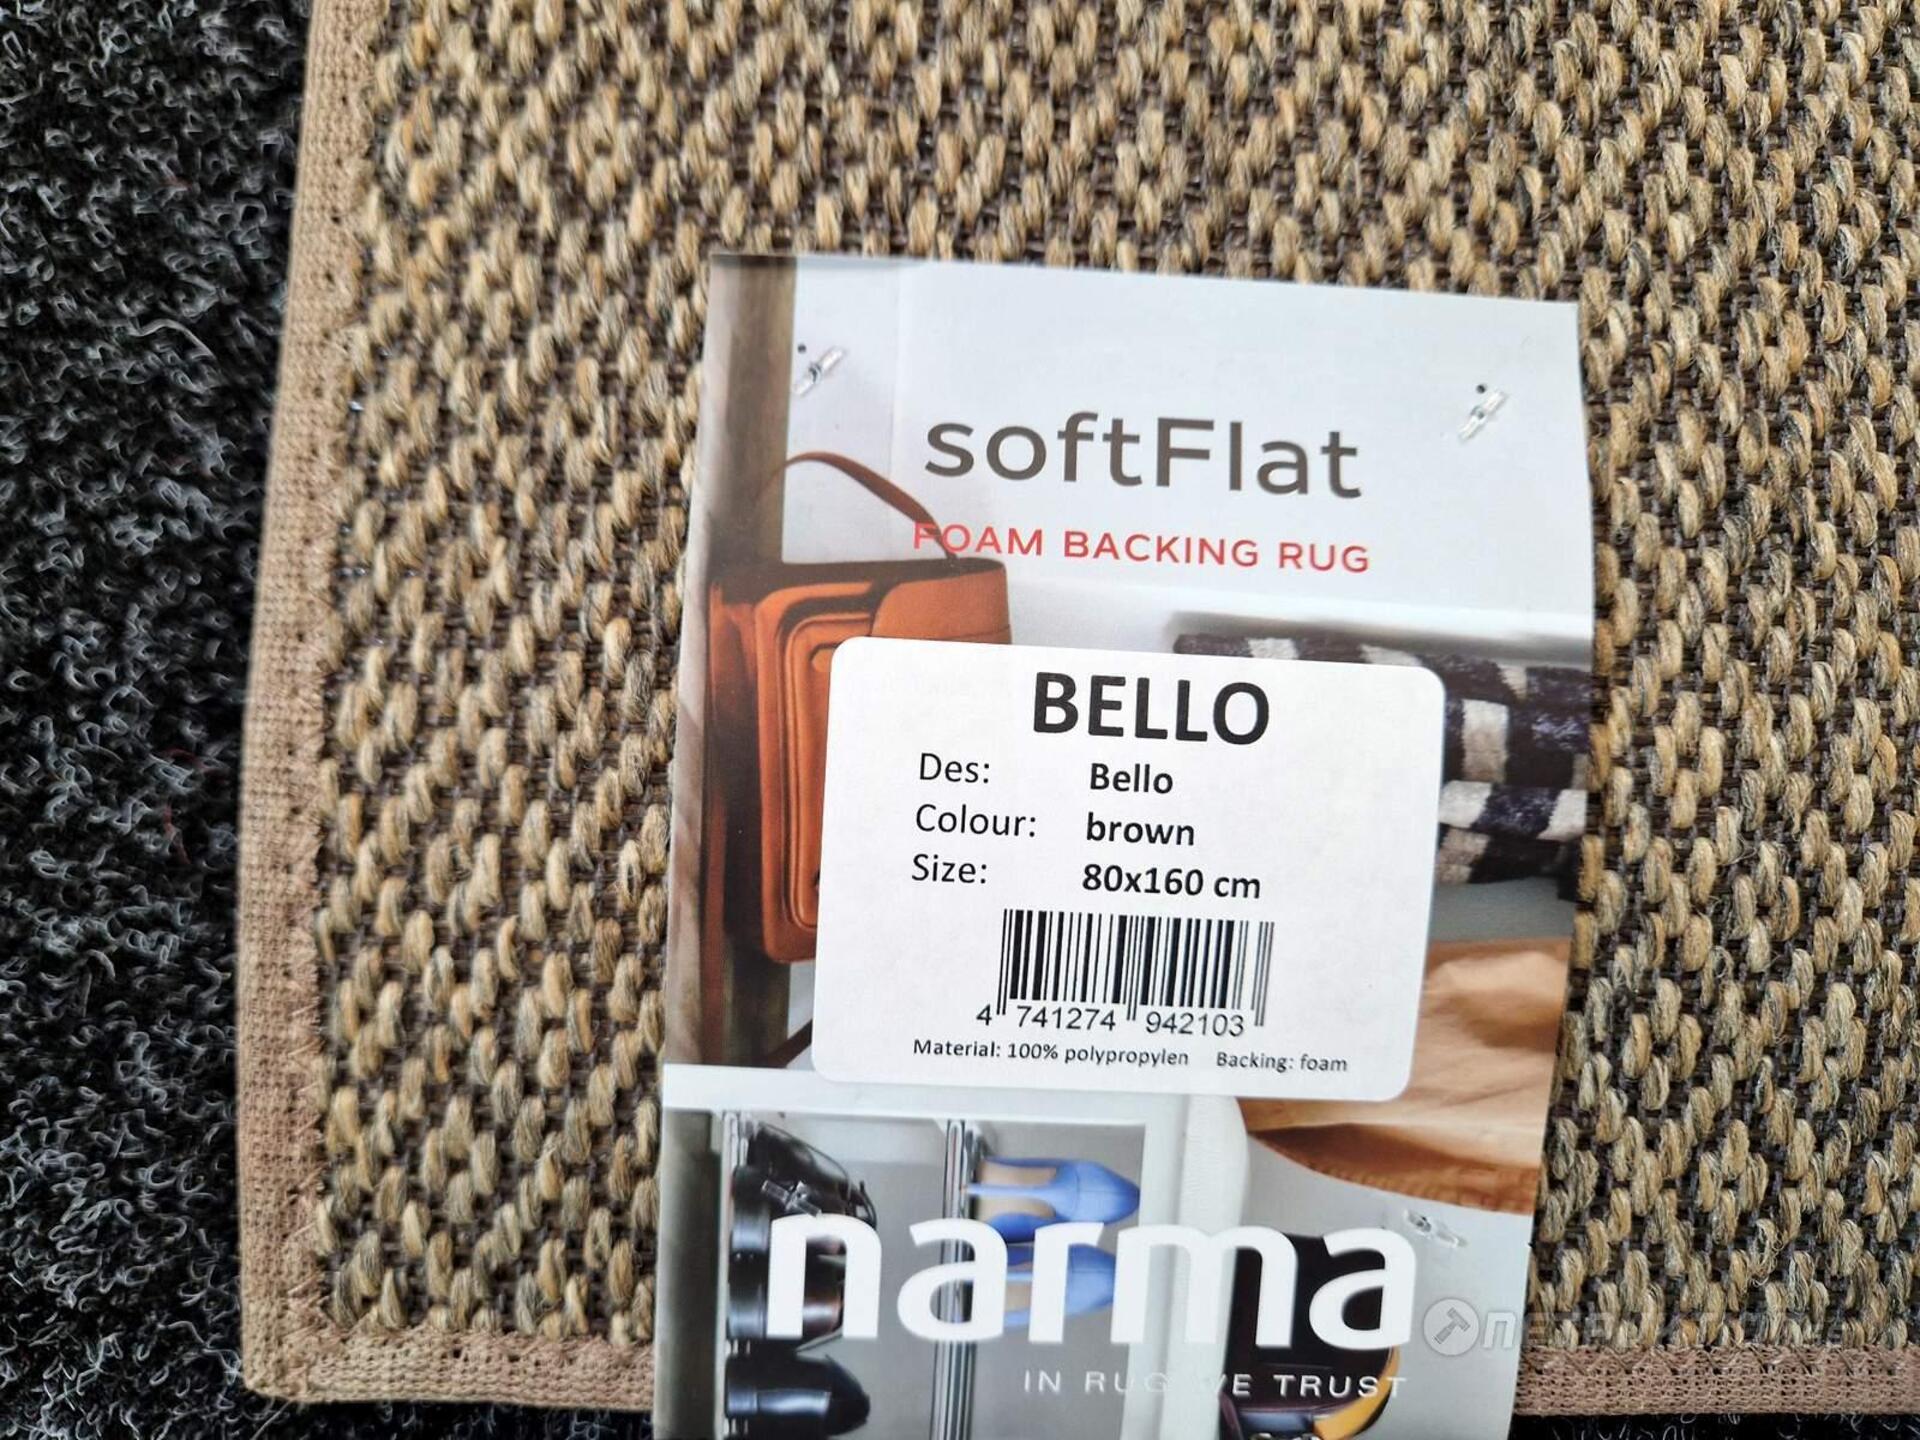 softFlat
FOAM BACKING RUG
BELLO
Des: Bello
Colour: brown
Size: 80x160 cm
4 741274 942103
Material: 100% polypropylen Backing: foam
narma
IN RUG WE TRUST